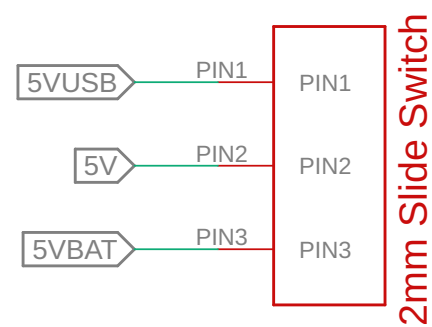 5VUSB PIN1 PIN1
5V PIN2 PIN2
5VBAT PIN3 PIN3
2mm Slide Switch